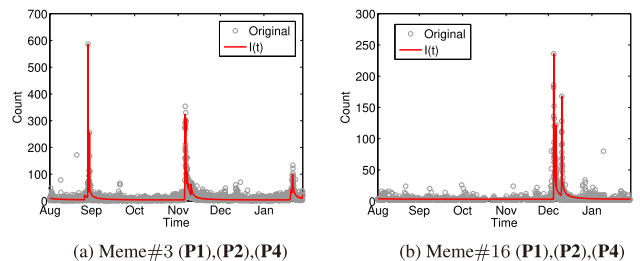 700
600
500
400
300
200
100
0
Count
Original
I(t)
Aug Sep Oct Nov Dec Jan
Time
(a) Meme#3 (P1),(P2),(P4)
300
250
200
150
100
50
0
Count
Original
I(t)
Aug Sep Oct Nov Dec Jan
Time
(b) Meme#16 (P1),(P2),(P4)